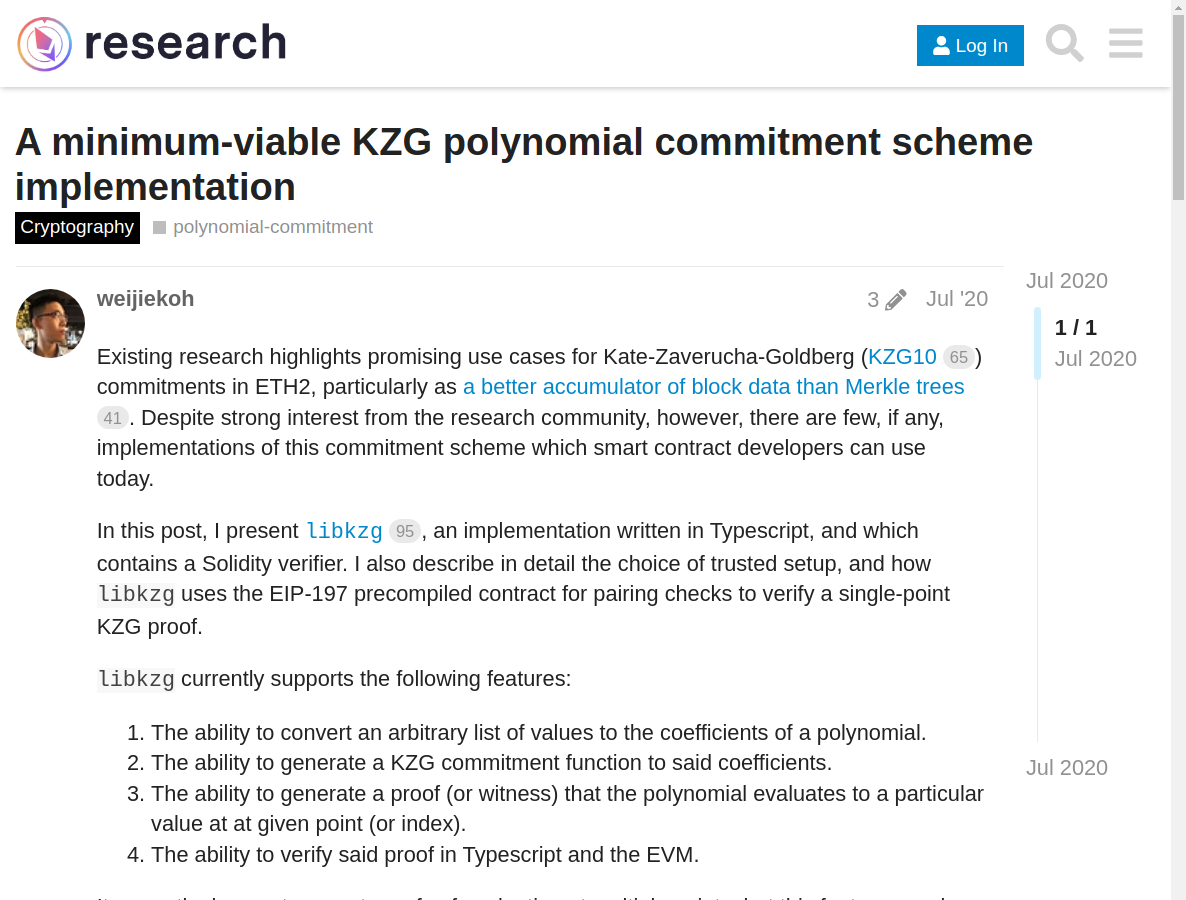 research
Log In
A minimum-viable KZG polynomial commitment scheme
implementation
Cryptography polynomial-commitment
weijiekoh 3 Jul '20
Jul 2020
1 / 1
Jul 2020
Existing research highlights promising use cases for Kate-Zaverucha-Goldberg (KZG10 65)
commitments in ETH2, particularly as a better accumulator of block data than Merkle trees
41. Despite strong interest from the research community, however, there are few, if any,
implementations of this commitment scheme which smart contract developers can use
today.
In this post, I present libkzg 95, an implementation written in Typescript, and which
contains a Solidity verifier. I also describe in detail the choice of trusted setup, and how
libkzg uses the EIP-197 precompiled contract for pairing checks to verify a single-point
KZG proof.
libkzg currently supports the following features:
1. The ability to convert an arbitrary list of values to the coefficients of a polynomial.
2. The ability to generate a KZG commitment function to said coefficients.
3. The ability to generate a proof (or witness) that the polynomial evaluates to a particular
value at at given point (or index).
4. The ability to verify said proof in Typescript and the EVM.
Jul 2020